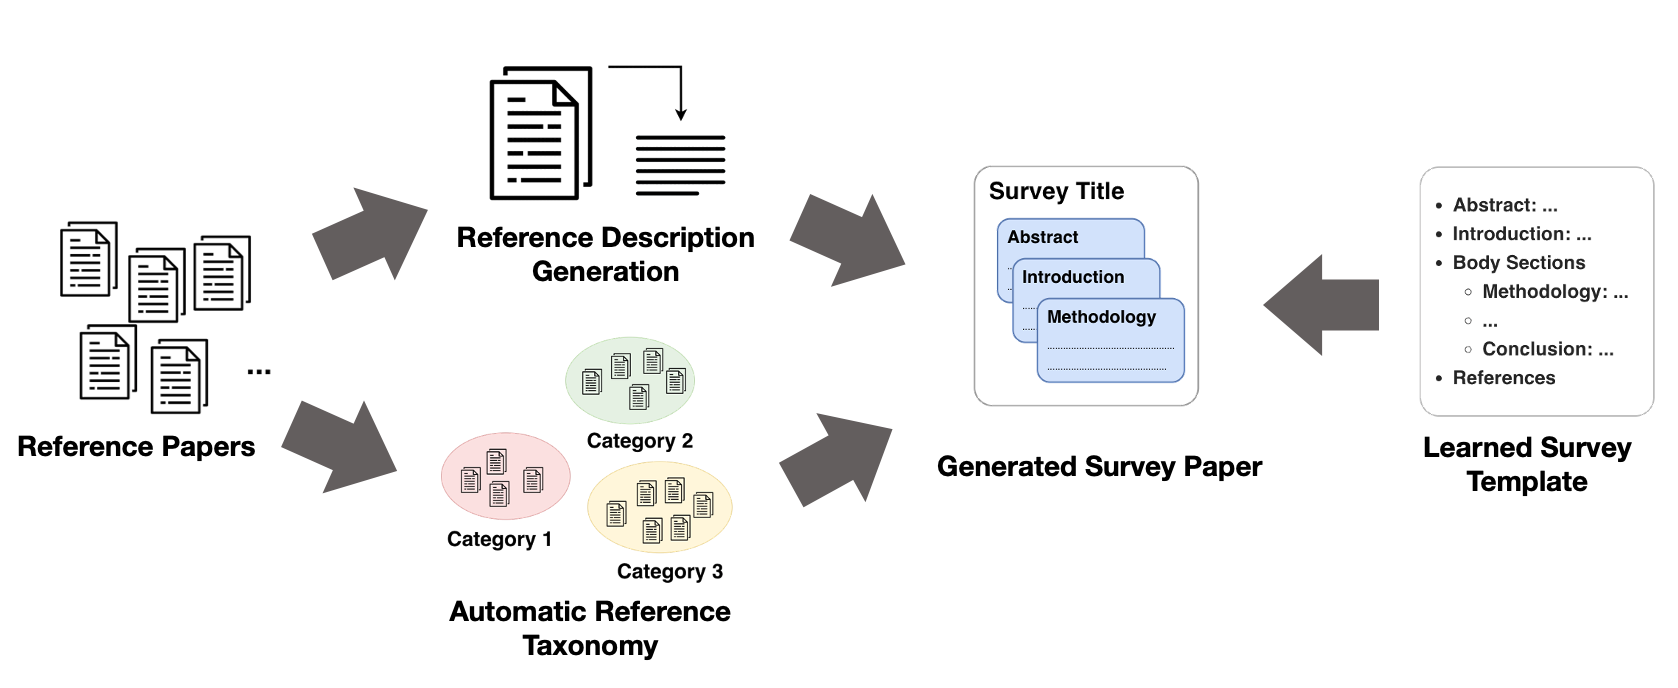 ...
Reference Papers
Reference Description
Generation
Category 2
Category 1
Category 3
Automatic Reference
Taxonomy
Survey Title
Abstract
Introduction
Methodology
Generated Survey Paper
• Abstract: ...
• Introduction: ...
• Body Sections
○ Methodology: ...
○ ...
○ Conclusion: ...
• References
Learned Survey
Template